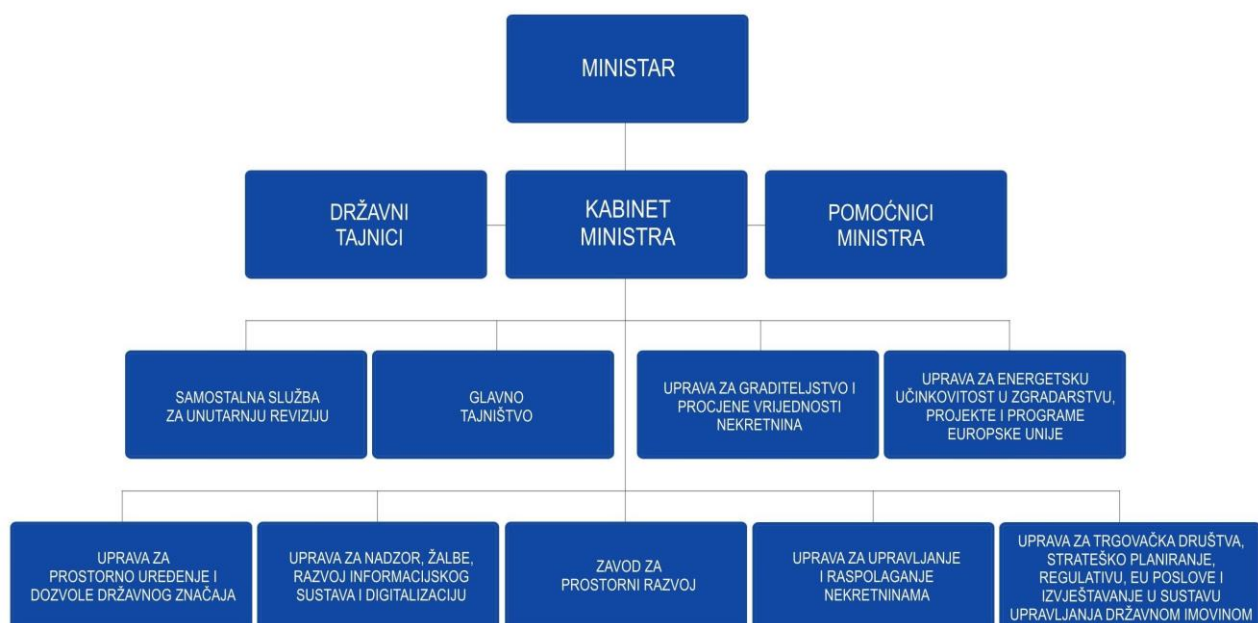 MINISTAR
DRŽAVNI
TAJNICI
KABINET
MINISTRA
POMOĆNICI
MINISTRA
SAMOSTALNA SLUŽBA
ZA UNUTARNJU REVIZIJU
GLAVNO
TAJNIŠTVO
UPRAVA ZA GRADITELJSTVO I
PROCJENE VRIJEDNOSTI
NEKRETNINA
UPRAVA ZA ENERGETSKU
UČINKOVITOST U ZGRADARSTVU,
PROJEKTE I PROGRAME
EUROPSKE UNIJE
UPRAVA ZA
PROSTORNO UREĐENJE I
DOZVOLE DRŽAVNOG ZNAČAJA
UPRAVA ZA NADZOR, ŽALBE,
RAZVOJ INFORMACIJSKOG
SUSTAVA I DIGITALIZACIJU
ZAVOD ZA
PROSTORNI RAZVOJ
UPRAVA ZA UPRAVLJANJE
I RASPOLAGANJE
NEKRETNINAMA
UPRAVA ZA TRGOVAČKA DRUŠTVA,
STRATEŠKO PLANIRANJE,
REGULATIVU, EU POSLOVE I
IZVJEŠTAVANJE U SUSTAVU
UPRAVLJANJA DRŽAVNOM IMOVINOM